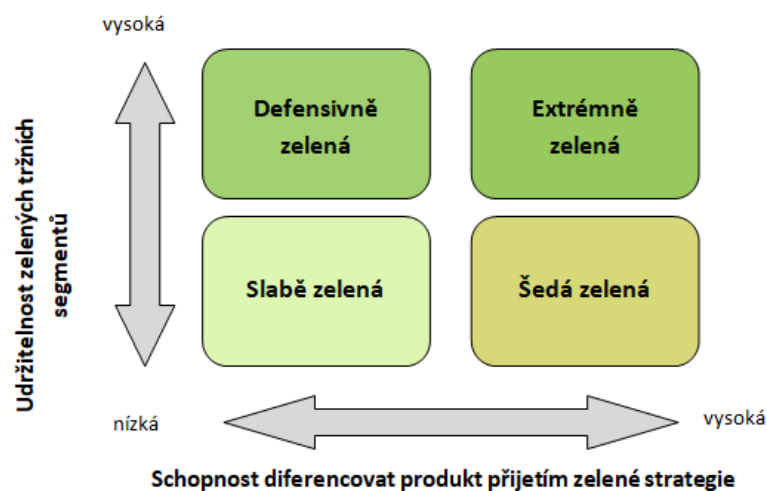 vysoká
Defensivně
zelená
Extrémně
zelená
Udržitelnost zelených tržních
segmentů
Slabě zelená
Šedá zelená
nízká
vysoká
Schopnost diferencovat produkt přijetím zelené strategie